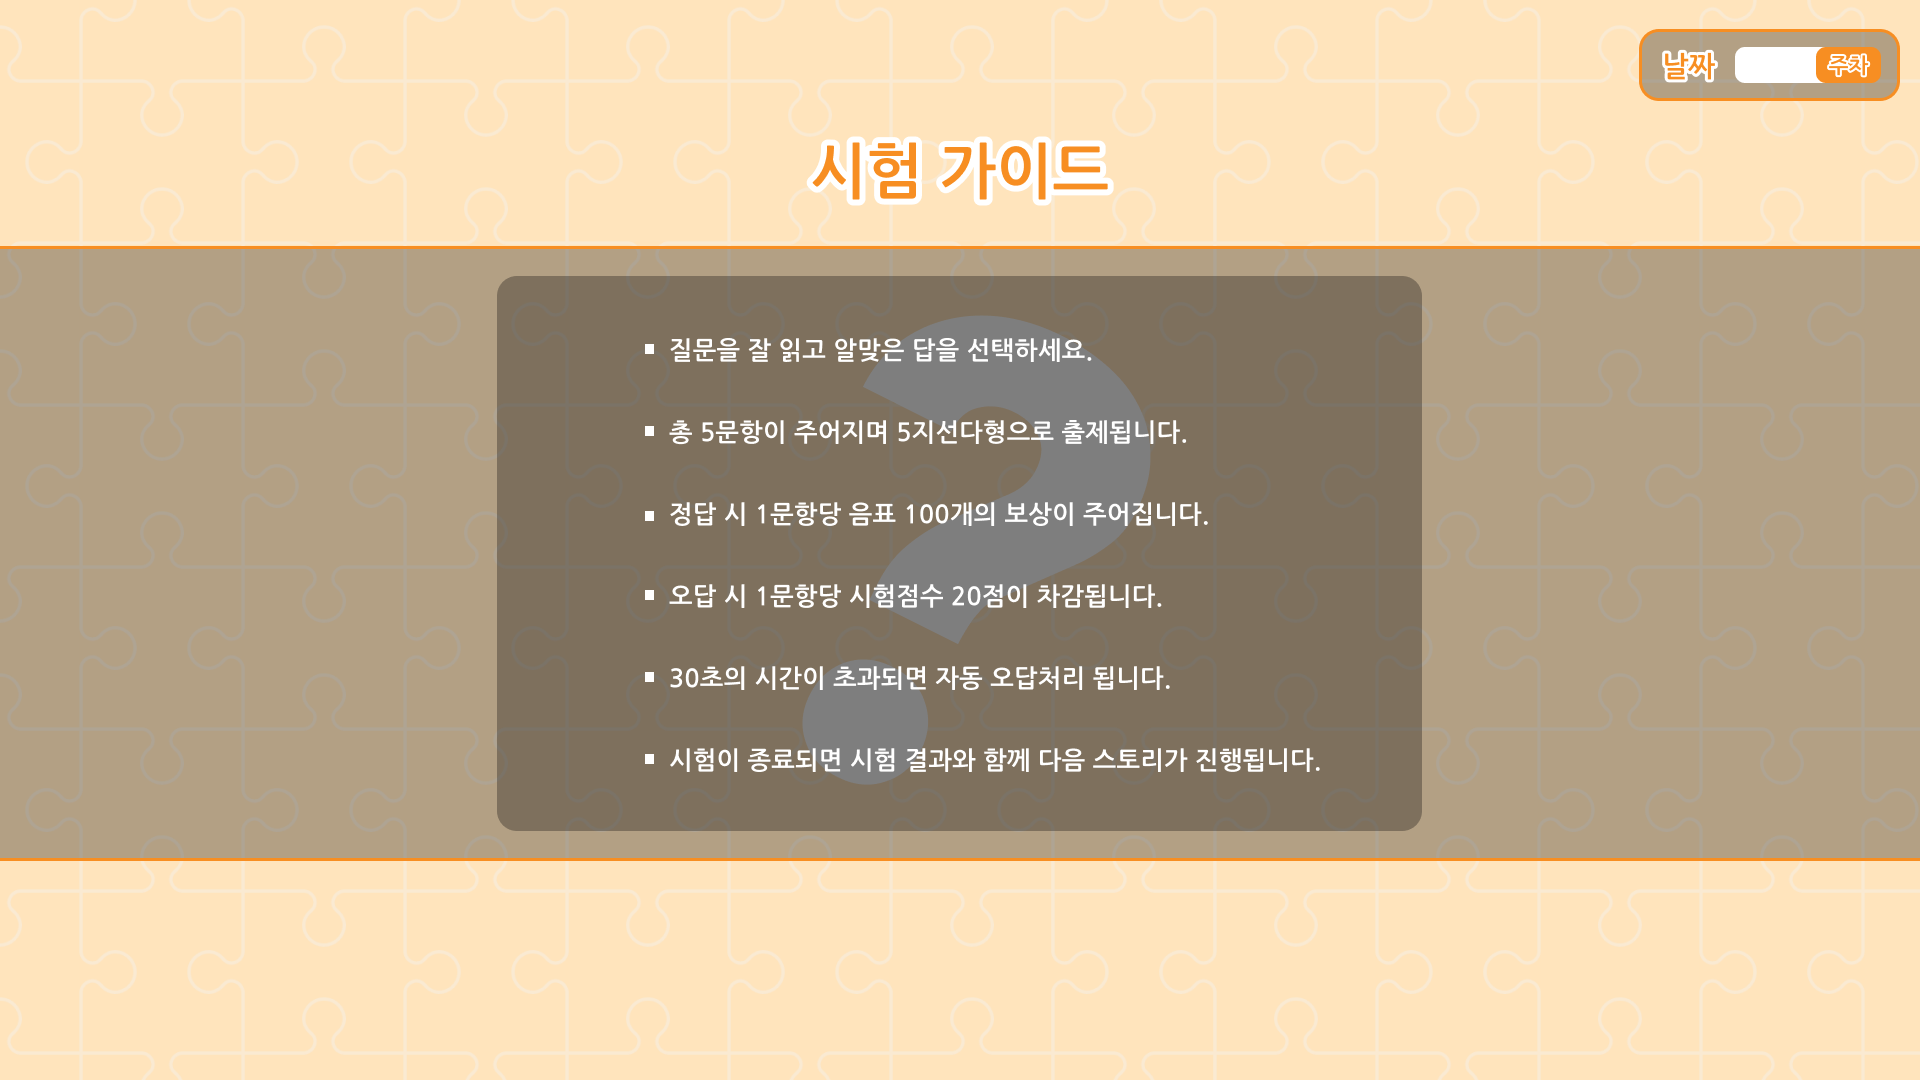 날짜 주차
시험 가이드
질문을 잘 읽고 알맞은 답을 선택하세요.
총 5문항이 주어지며 5지선다형으로 출제됩니다.
정답 시 1문항당 음표 100개의 보상이 주어집니다.
오답 시 1문항당 시험점수 20점이 차감됩니다.
30초의 시간이 초과되면 자동 오답처리 됩니다.
시험이 종료되면 시험 결과와 함께 다음 스토리가 진행됩니다.